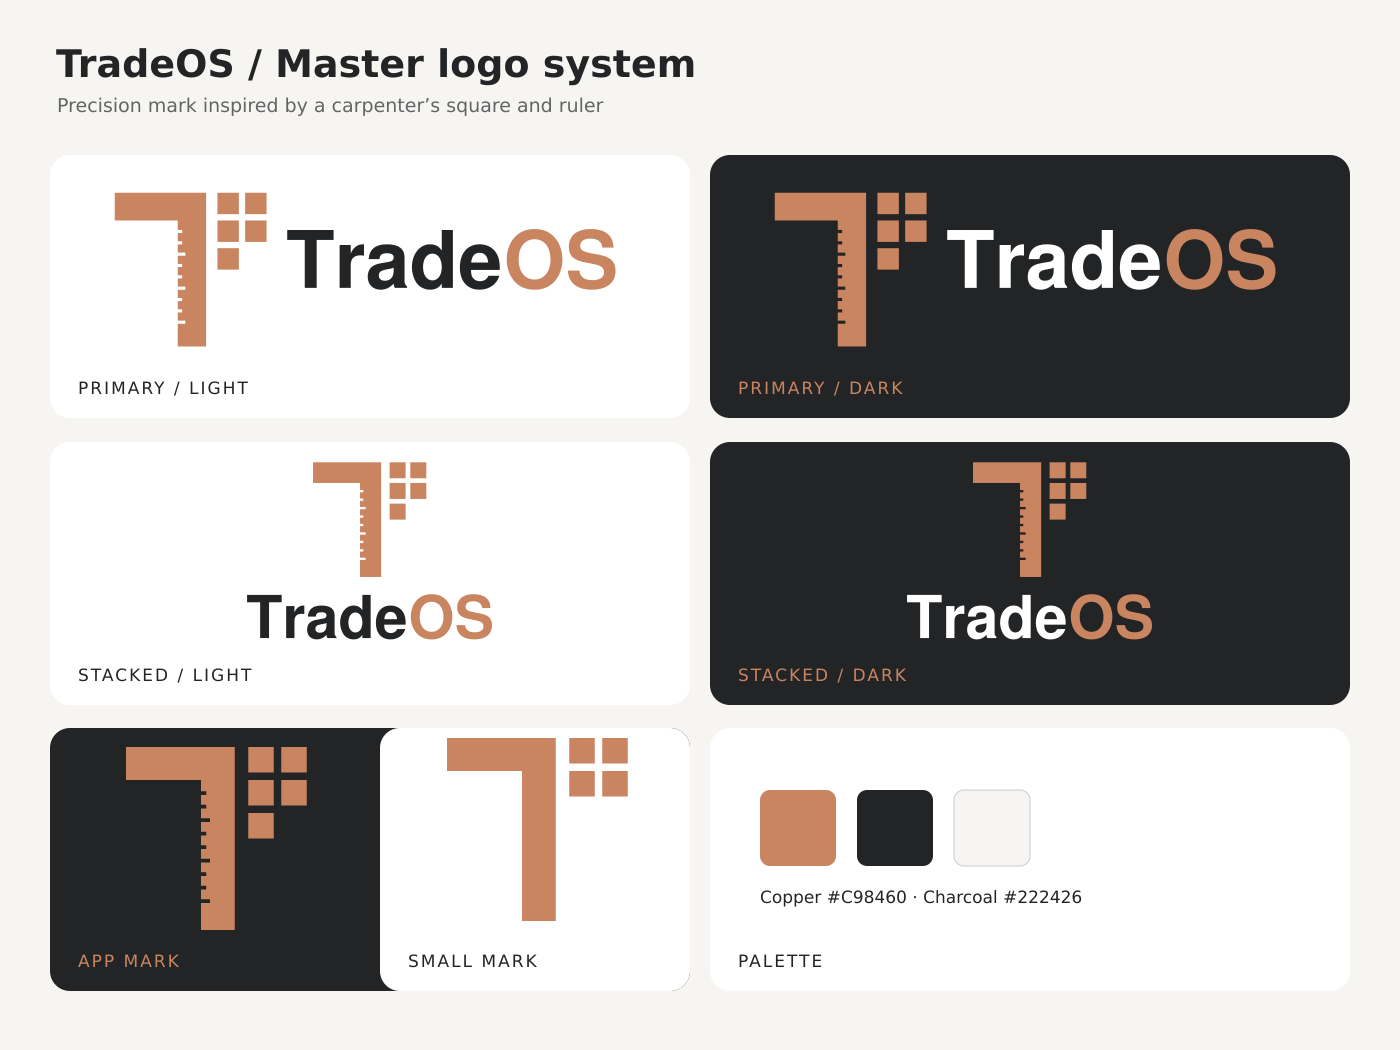 TradeOS / Master logo system
Precision mark inspired by a carpenter’s square and ruler
TradeOS
PRIMARY / LIGHT
TradeOS
PRIMARY / DARK
TradeOS
STACKED / LIGHT
TradeOS
STACKED / DARK
APP MARK
SMALL MARK
Copper #C98460 · Charcoal #222426
PALETTE